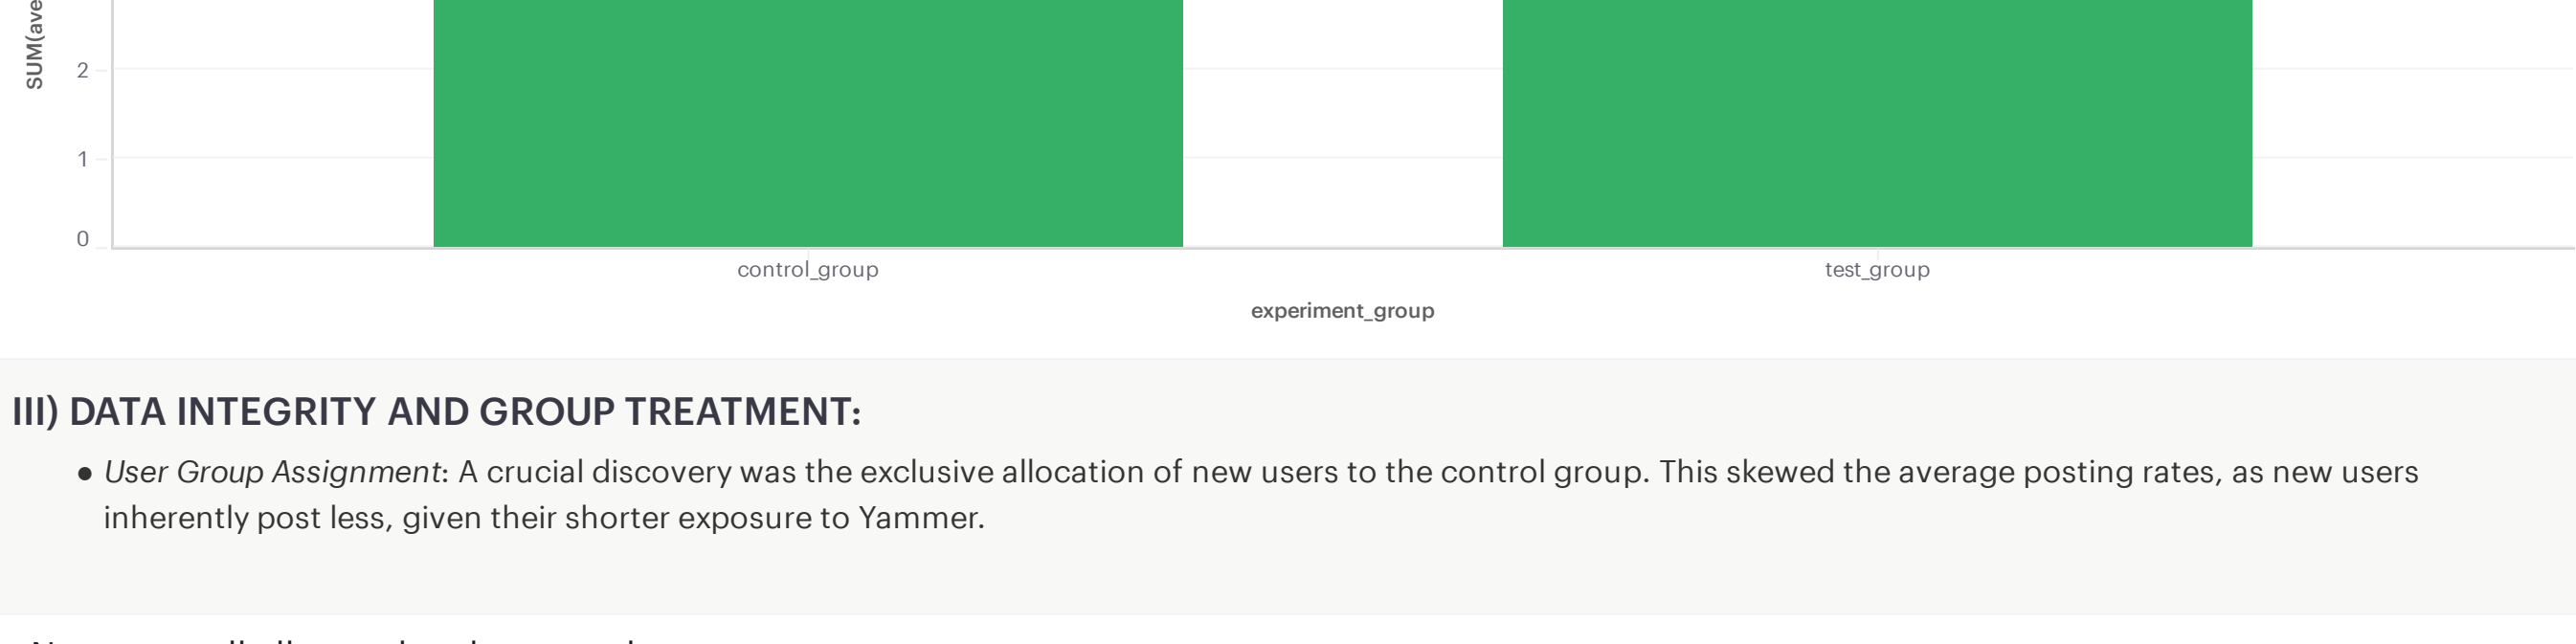 SUM(ave
2
1
0
control_group
test_group
experiment_group
III) DATA INTEGRITY AND GROUP TREATMENT:
• User Group Assignment: A crucial discovery was the exclusive allocation of new users to the control group. This skewed the average posting rates, as new users
inherently post less, given their shorter exposure to Yammer.